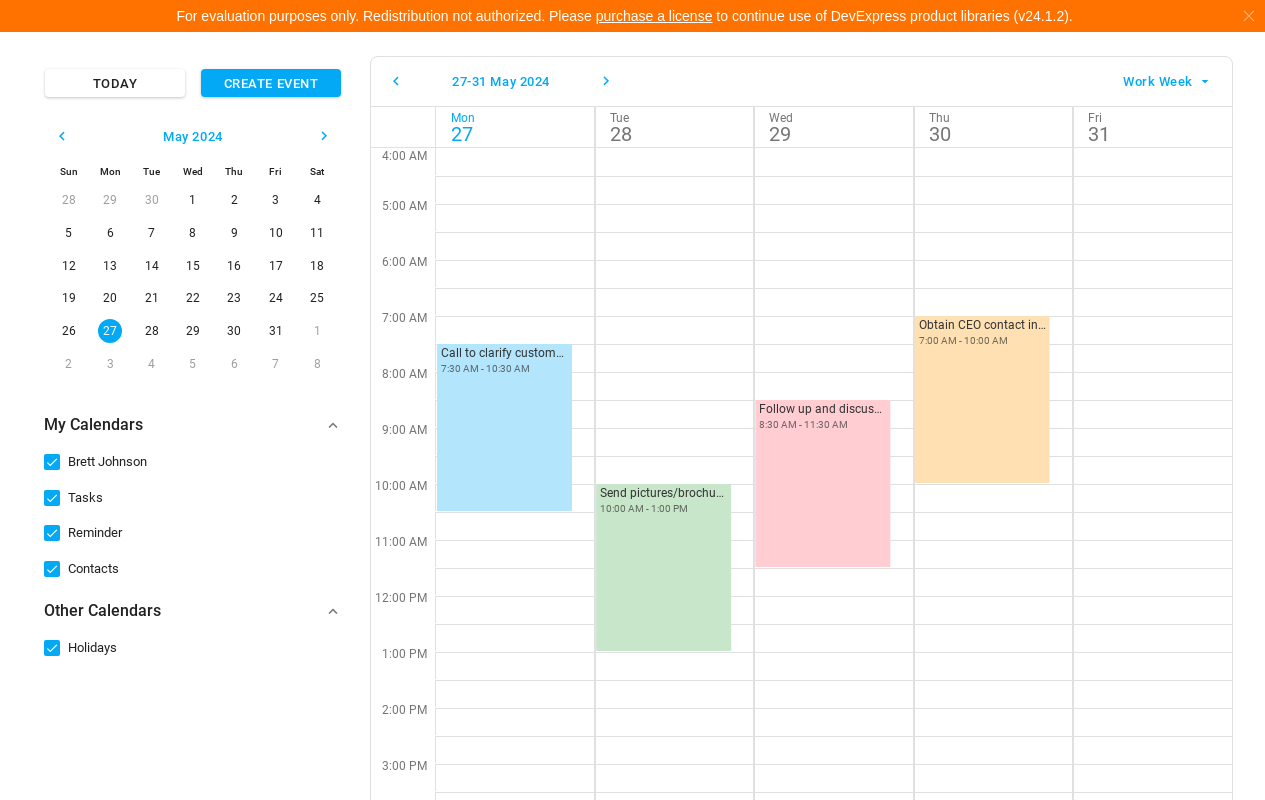 For evaluation purposes only. Redistribution not authorized. Please purchase a license to continue use of DevExpress product libraries (v24.1.2).
TODAY
CREATE EVENT
May 2024
Sun Mon Tue Wed Thu Fri Sat
28 29 30 1 2 3 4
5 6 7 8 9 10 11
12 13 14 15 16 17 18
19 20 21 22 23 24 25
26 27 28 29 30 31 1
2 3 4 5 6 7 8
My Calendars
Brett Johnson
Tasks
Reminder
Contacts
Other Calendars
Holidays
27-31 May 2024
Work Week
Mon Tue Wed Thu Fri
27 28 29 30 31
4:00 AM
5:00 AM
6:00 AM
7:00 AM
8:00 AM
9:00 AM
10:00 AM
11:00 AM
12:00 PM
1:00 PM
2:00 PM
3:00 PM
Call to clarify custom...
7:30 AM - 10:30 AM
Send pictures/brochu...
10:00 AM - 1:00 PM
Follow up and discus...
8:30 AM - 11:30 AM
Obtain CEO contact in...
7:00 AM - 10:00 AM